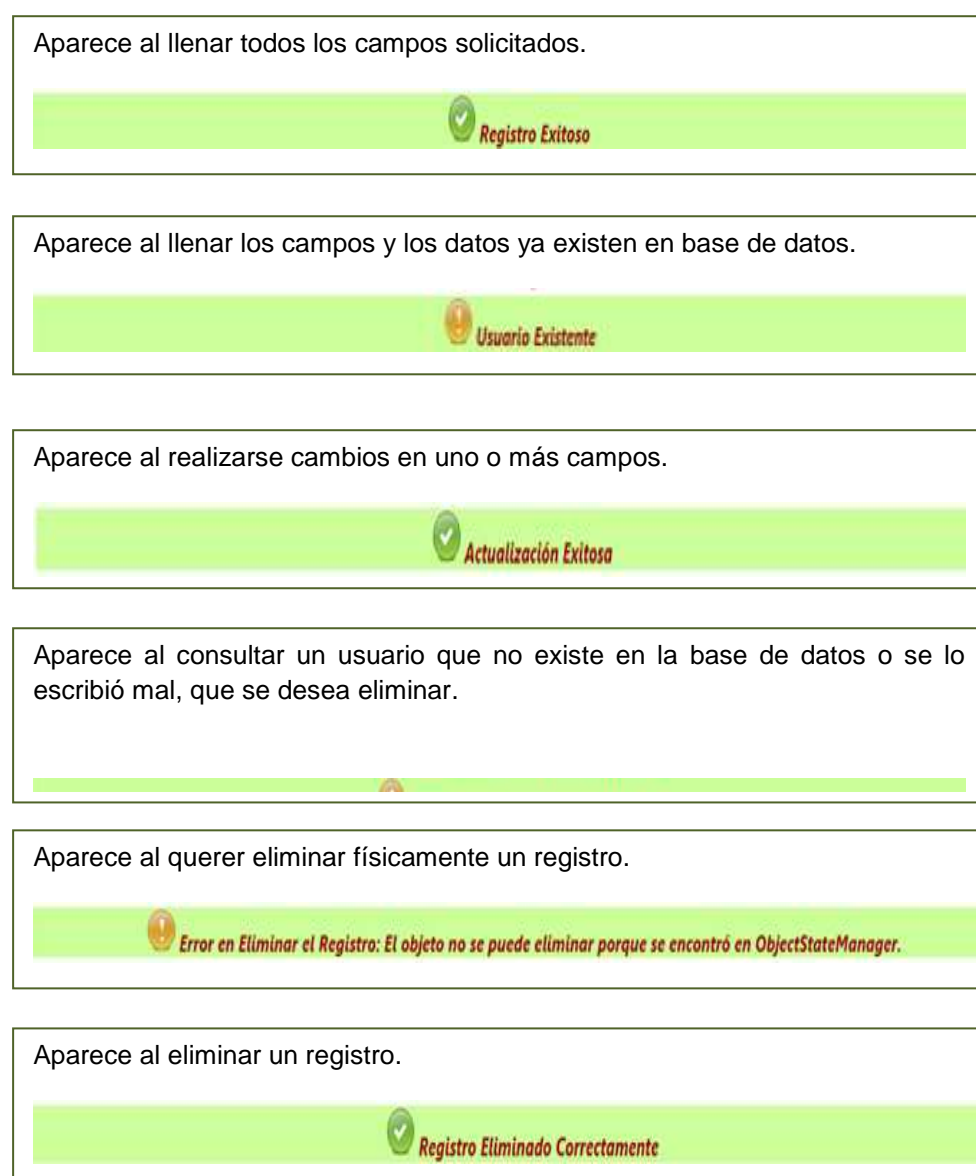 Aparece al llenar todos los campos solicitados.
Registro Exitoso
Aparece al llenar los campos y los datos ya existen en base de datos.
Usuario Existente
Aparece al realizarse cambios en uno o más campos.
Actualización Exitosa
Aparece al consultar un usuario que no existe en la base de datos o se lo
escribió mal, que se desea eliminar.
Aparece al querer eliminar físicamente un registro.
Error en Eliminar el Registro: El objeto no se puede eliminar porque se encontró en ObjectStateManager.
Aparece al eliminar un registro.
Registro Eliminado Correctamente